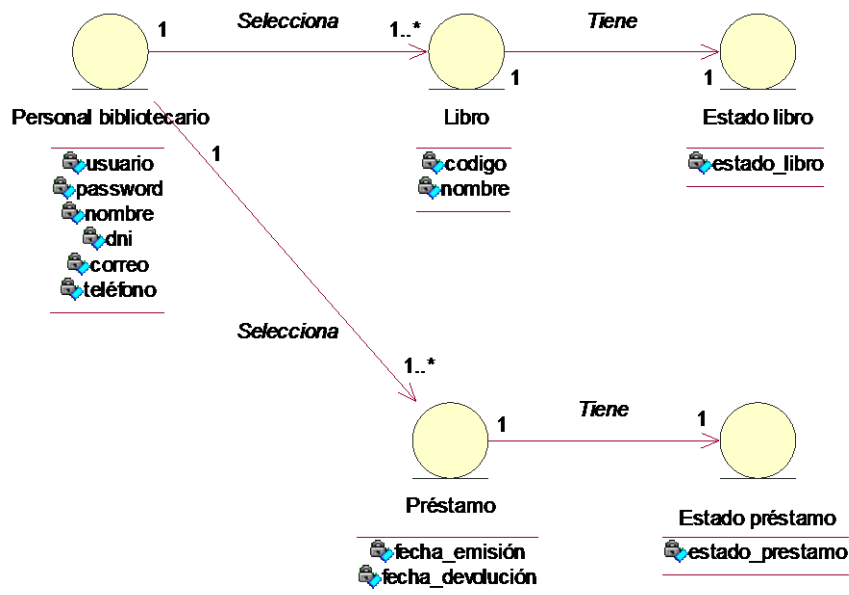 1 Selecciona 1..* Tiene
1 1
Personal bibliotecario Libro Estado libro
1
usuario codigo estado_libro
password nombre
nombre
dni
correo
teléfono
Selecciona
1..*
1 Tiene 1
Préstamo Estado préstamo
fecha_emisión estado_prestamo
fecha_devolución